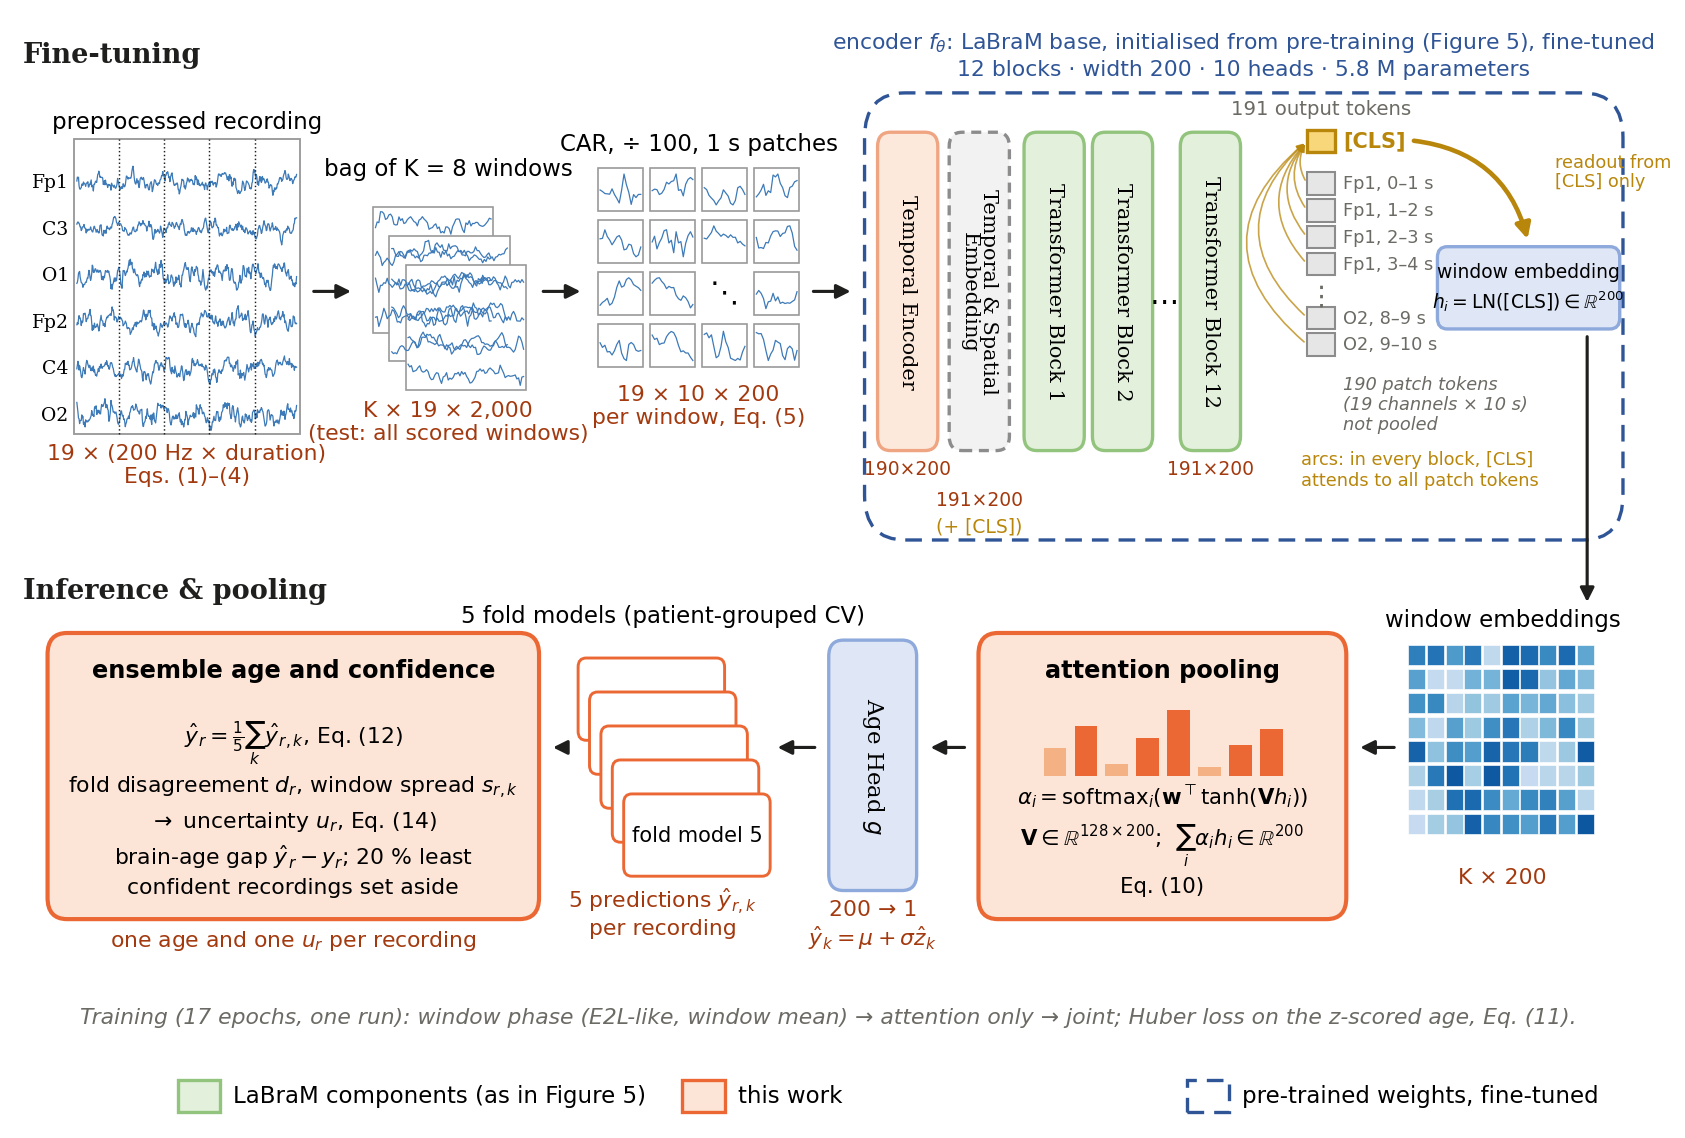 Fine-tuning
encoder f_θ: LaBraM base, initialised from pre-training (Figure 5), fine-tuned
12 blocks · width 200 · 10 heads · 5.8 M parameters
preprocessed recording
Fp1
C3
O1
Fp2
C4
O2
19 × (200 Hz × duration)
Eqs. (1)–(4)
bag of K = 8 windows
K × 19 × 2,000
(test: all scored windows)
CAR, ÷ 100, 1 s patches
⋱
19 × 10 × 200
per window, Eq. (5)
Temporal Encoder
190×200
Temporal & Spatial
Embedding
191×200
(+ [CLS])
Transformer Block 1
Transformer Block 2
...
Transformer Block 12
191×200
191 output tokens
[CLS]
Fp1, 0–1 s
Fp1, 1–2 s
Fp1, 2–3 s
Fp1, 3–4 s
⋮
O2, 8–9 s
O2, 9–10 s
190 patch tokens
(19 channels × 10 s)
not pooled
arcs: in every block, [CLS]
attends to all patch tokens
readout from
[CLS] only
window embedding
h_i = LN([CLS]) ∈ ℝ^200
Inference & pooling
window embeddings
K × 200
attention pooling
α_i = softmax_i(w^⊤ tanh(Vh_i))
V ∈ ℝ^{128×200}; ∑_i α_i h_i ∈ ℝ^200
Eq. (10)
Age Head g
200 → 1
ŷ_k = μ + σẑ_k
5 fold models (patient-grouped CV)
fold model 5
5 predictions ŷ_{r,k}
per recording
ensemble age and confidence
ŷ_r = 1/5 ∑_k ŷ_{r,k}, Eq. (12)
fold disagreement d_r, window spread s_{r,k}
→ uncertainty u_r, Eq. (14)
brain-age gap ŷ_r − y_r; 20 % least
confident recordings set aside
one age and one u_r per recording
Training (17 epochs, one run): window phase (E2L-like, window mean) → attention only → joint; Huber loss on the z-scored age, Eq. (11).
LaBraM components (as in Figure 5)
this work
pre-trained weights, fine-tuned